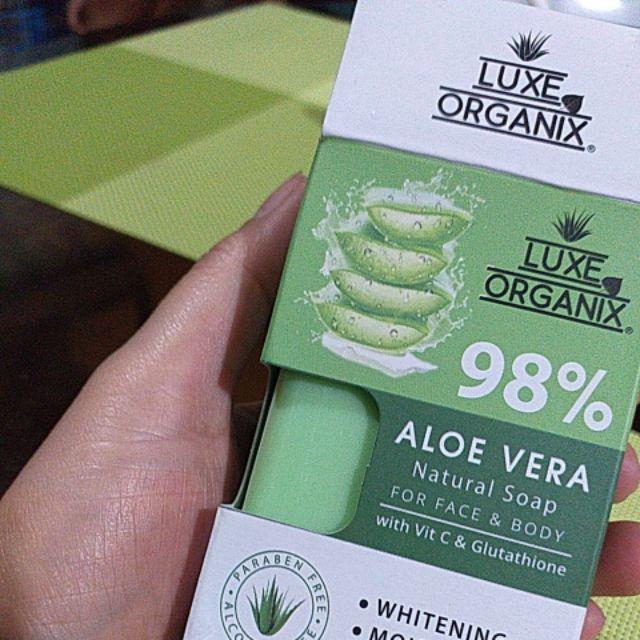 LUXE
ORGANIX®
LUXE
ORGANIX®
98%
ALOE VERA
Natural Soap
FOR FACE & BODY
with Vit C & Glutathione
PARABEN FREE
• WHITENING